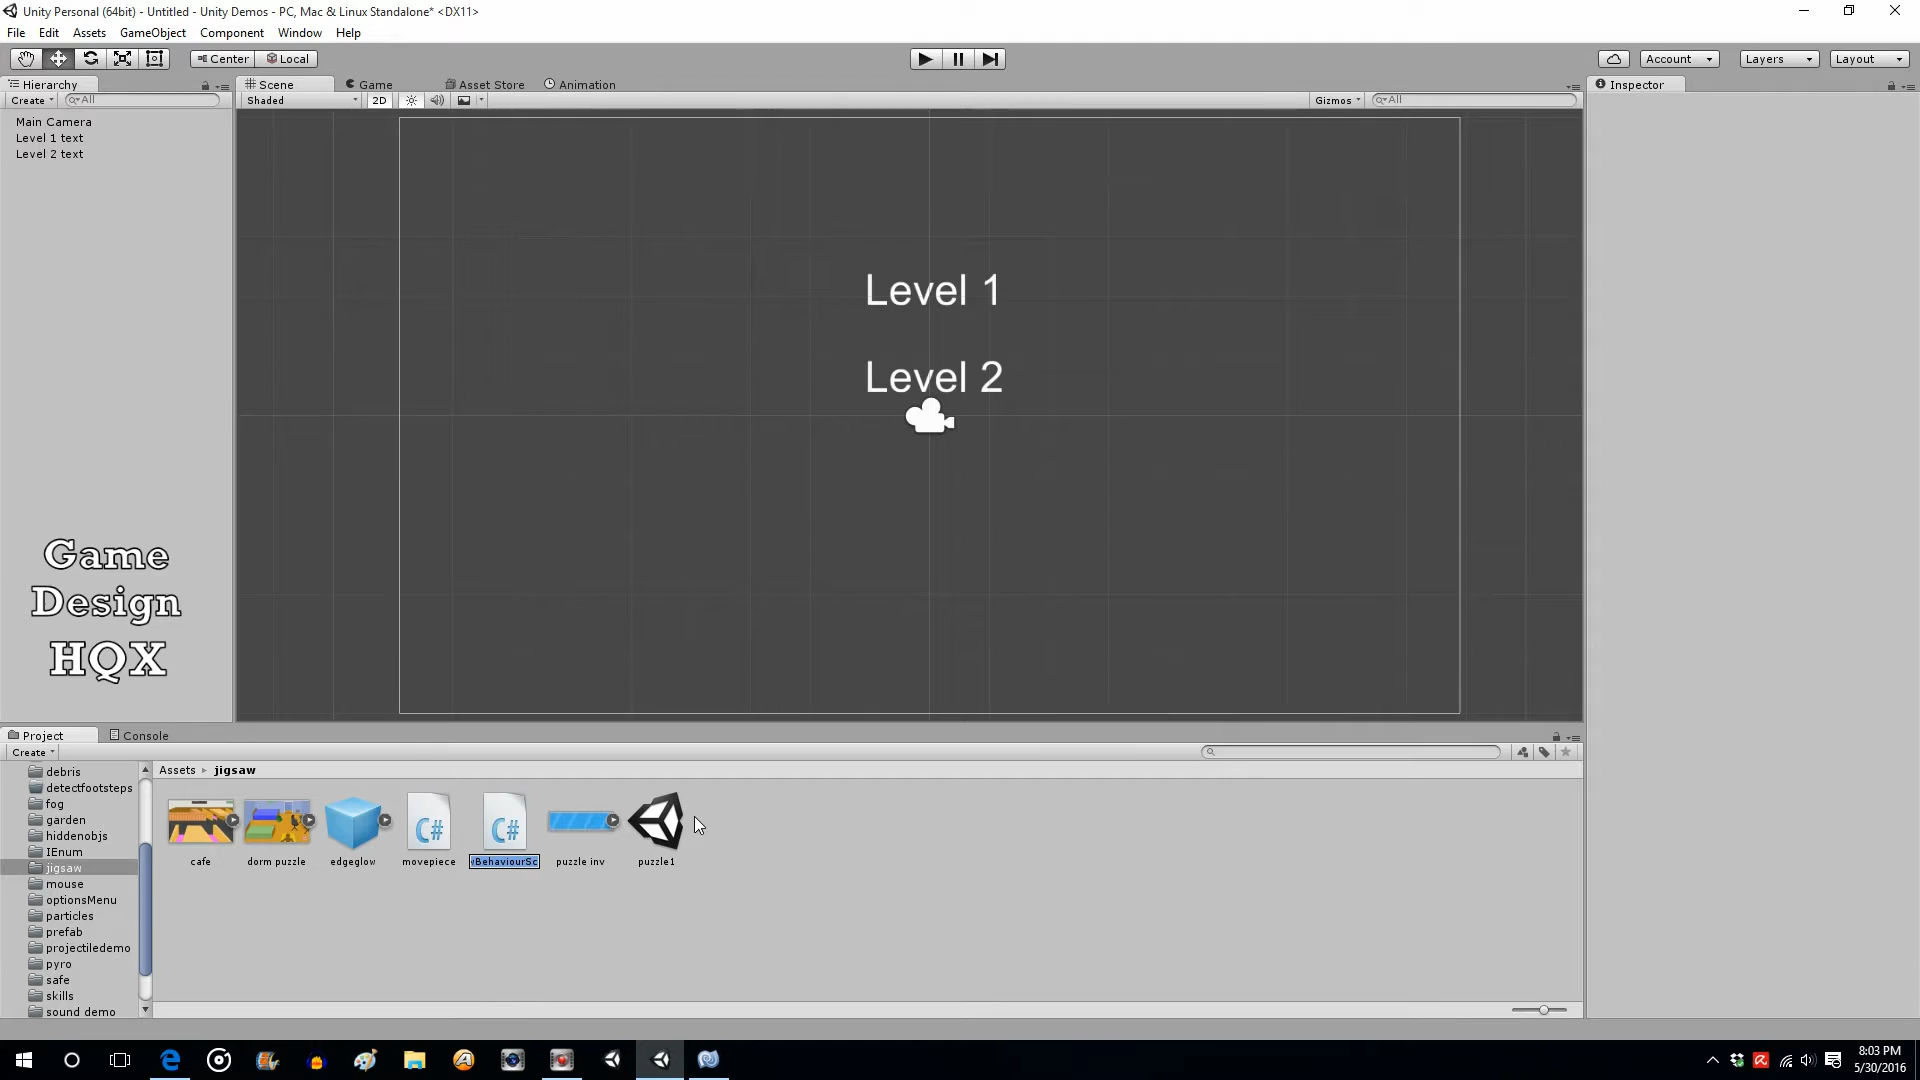 Unity Personal (64bit) - Untitled - Unity Demos - PC, Mac & Linux Standalone* <DX11>
File Edit Assets GameObject Component Window Help
Center Local
Account Layers Layout
Hierarchy
Create All
Main Camera
Level 1 text
Level 2 text
Scene Game Asset Store Animation
Shaded 2D Gizmos All
Inspector
Level 1
Level 2
Game
Design
HQX
Project Console
Create
debris
detectfootsteps
fog
garden
hiddenobjs
IEnum
jigsaw
mouse
optionsMenu
particles
prefab
projectiledemo
pyro
safe
skills
sound demo
Assets jigsaw
C# C#
cafe dorm puzzle edgeglow movepiece BehaviourSc puzzle inv puzzle1
8:03 PM
5/30/2016